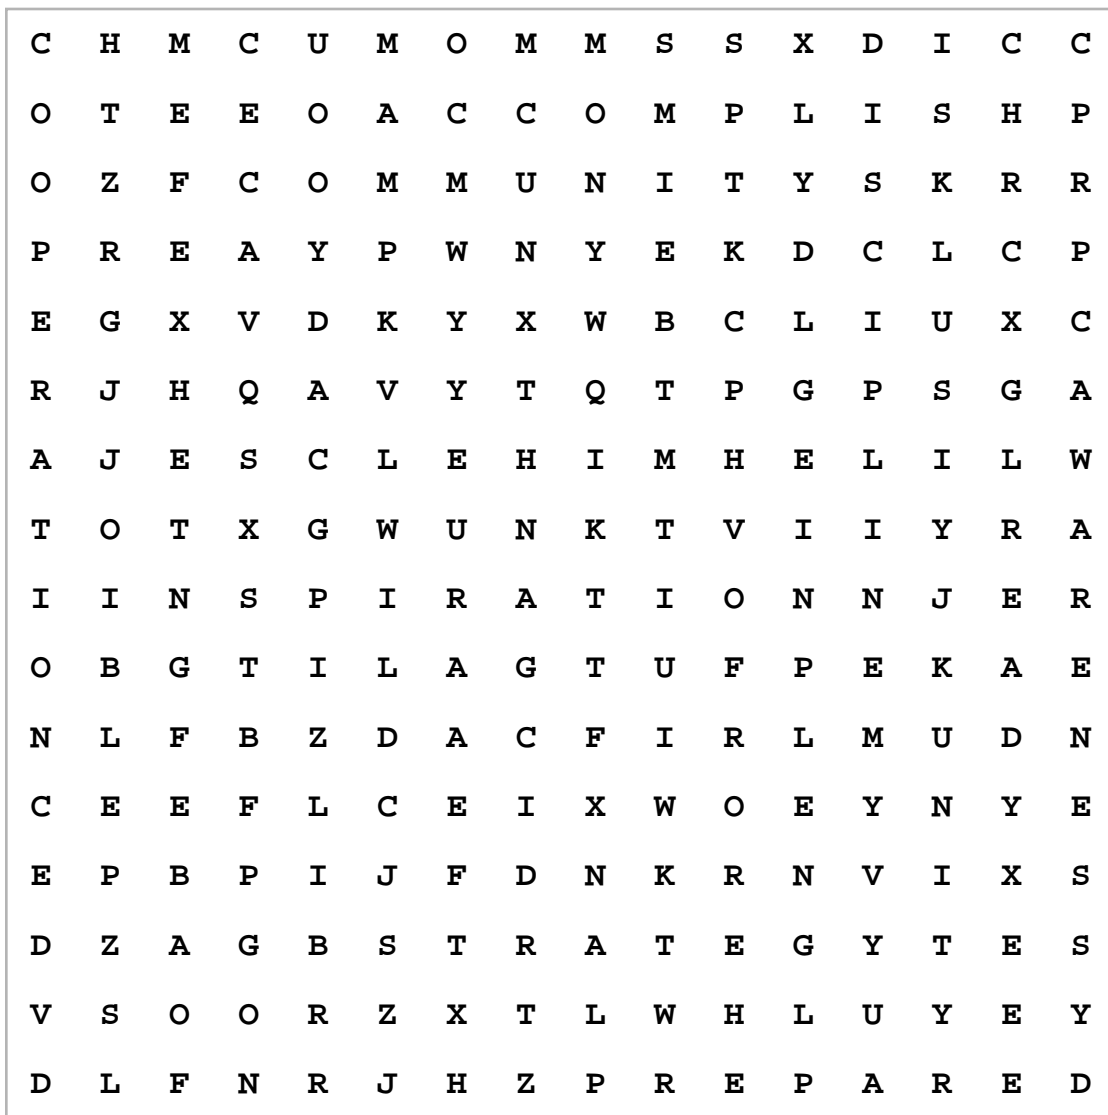 C H M C U M O M M S S X D I C C
O T E E O A C C O M P L I S H P
O Z F C O M M U N I T Y S K R R
P R E A Y P W N Y E K D C L C P
E G X V D K Y X W B C L I U X C
R J H Q A V Y T Q T P G P S G A
A J E S C L E H I M H E L I L W
T O T X G W U N K T V I I Y R A
I I N S P I R A T I O N N J E R
O B G T I L A G T U F P E K A E
N L F B Z D A C F I R L M U D N
C E E F L C E I X W O E Y N Y E
E P B P I J F D N K R N V I X S
D Z A G B S T R A T E G Y T E S
V S O O R Z X T L W H L U Y E Y
D L F N R J H Z P R E P A R E D